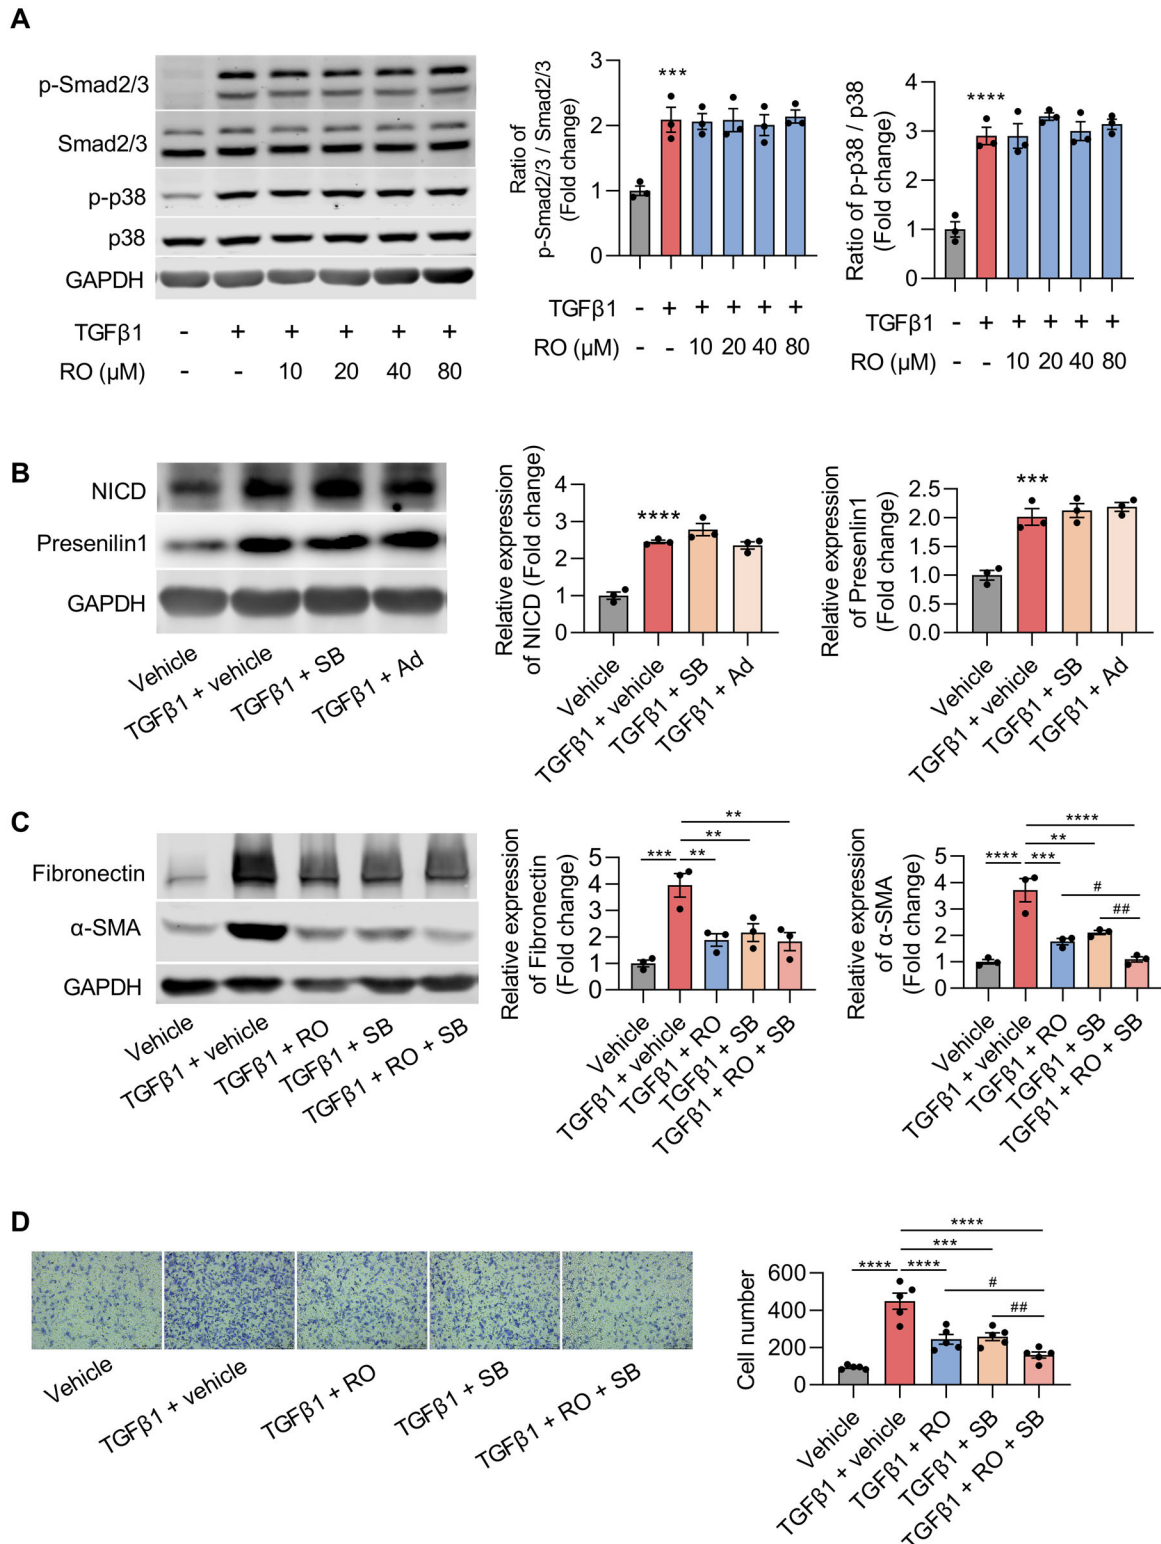 A
p-Smad2/3
Smad2/3
p-p38
p38
GAPDH
TGFβ1 - + + + + +
RO (µM) - - 10 20 40 80
Ratio of
p-Smad2/3 / Smad2/3
(Fold change)
3
2
1
0
***
TGFβ1 - + + + + +
RO (µM) - - 10 20 40 80
Ratio of p-p38 / p38
(Fold change)
4
3
2
1
0
****
TGFβ1 - + + + + +
RO (µM) - - 10 20 40 80
B
NICD
Presenilin1
GAPDH
Vehicle
TGFβ1 + vehicle
TGFβ1 + SB
TGFβ1 + Ad
Relative expression
of NICD (Fold change)
4
3
2
1
0
****
Vehicle
TGFβ1 + vehicle
TGFβ1 + SB
TGFβ1 + Ad
Relative expression
of Presenilin1
(Fold change)
2.5
2.0
1.5
1.0
0.5
0.0
***
Vehicle
TGFβ1 + vehicle
TGFβ1 + SB
TGFβ1 + Ad
C
Fibronectin
α-SMA
GAPDH
Vehicle
TGFβ1 + vehicle
TGFβ1 + RO
TGFβ1 + SB
TGFβ1 + RO + SB
Relative expression
of Fibronectin
(Fold change)
5
4
3
2
1
0
**
**
*** **
Vehicle
TGFβ1 + vehicle
TGFβ1 + RO
TGFβ1 + SB
TGFβ1 + RO + SB
Relative expression
of α-SMA
(Fold change)
5
4
3
2
1
0
****
**
**** ***
#
##
Vehicle
TGFβ1 + vehicle
TGFβ1 + RO
TGFβ1 + SB
TGFβ1 + RO + SB
D
Vehicle
TGFβ1 + vehicle
TGFβ1 + RO
TGFβ1 + SB
TGFβ1 + RO + SB
Cell number
600
400
200
0
****
***
**** ****
#
##
Vehicle
TGFβ1 + vehicle
TGFβ1 + RO
TGFβ1 + SB
TGFβ1 + RO + SB